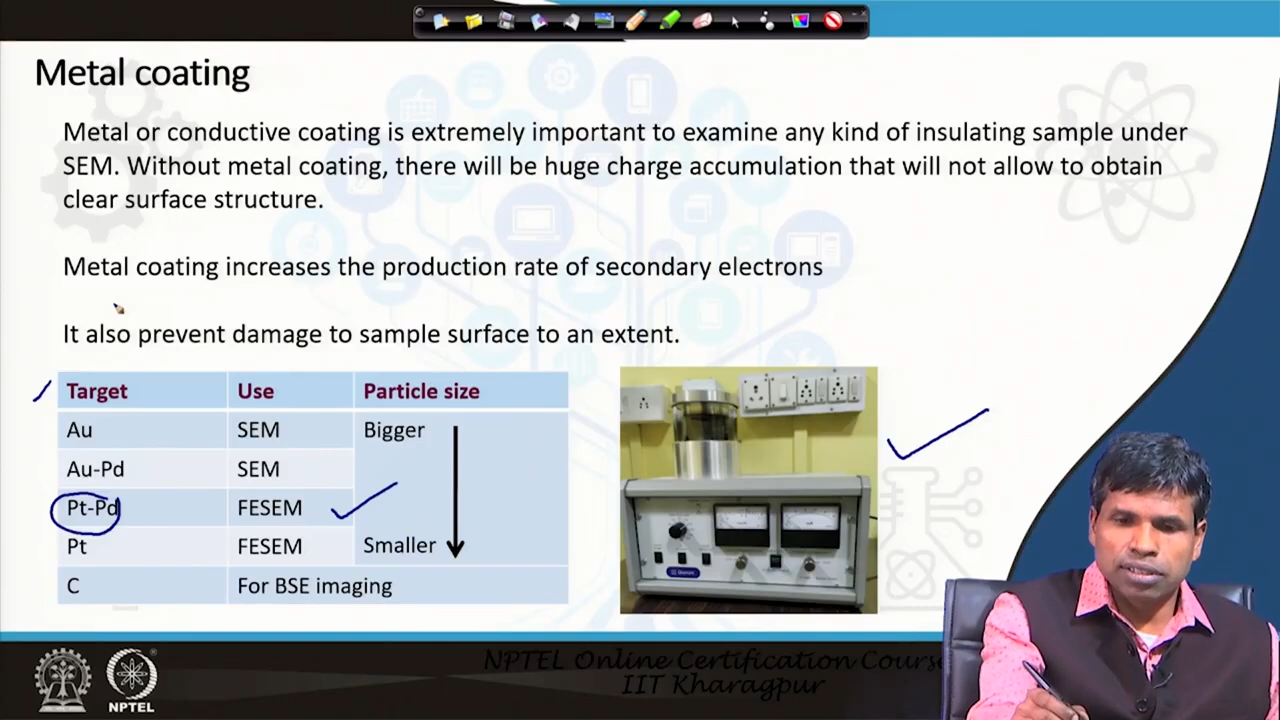 Metal coating
Metal or conductive coating is extremely important to examine any kind of insulating sample under
SEM. Without metal coating, there will be huge charge accumulation that will not allow to obtain
clear surface structure.
Metal coating increases the production rate of secondary electrons
It also prevent damage to sample surface to an extent.
Target Use Particle size
Au SEM Bigger
Au-Pd SEM
Pt-Pd FESEM
Pt FESEM Smaller
C For BSE imaging
NPTEL Online Certification Course
IIT Kharagpur
NPTEL